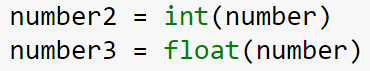 number2 = int(number)
number3 = float(number)